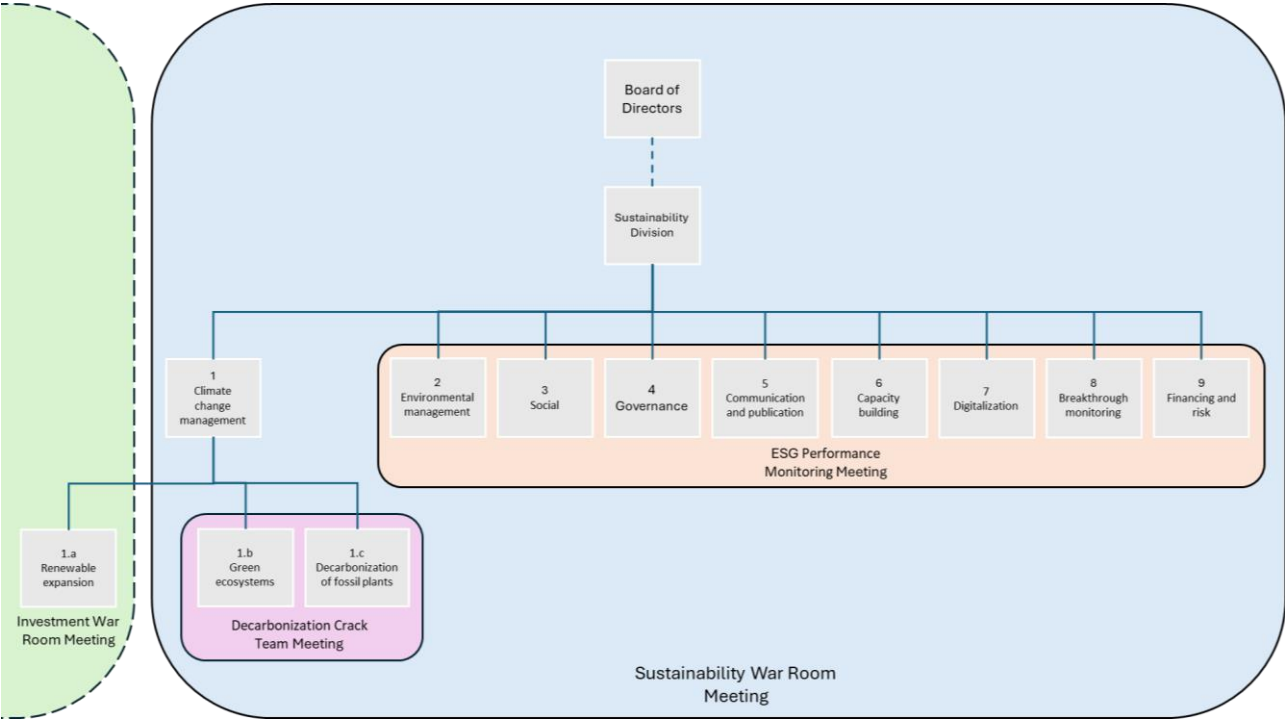 Board of
Directors
Sustainability
Division
1
Climate
change
management
2
Environmental
management
3
Social
4
Governance
5
Communication
and publication
6
Capacity
building
7
Digitalization
8
Breakthrough
monitoring
9
Financing and
risk
ESG Performance
Monitoring Meeting
1.a
Renewable
expansion
Investment War
Room Meeting
1.b
Green
ecosystems
1.c
Decarbonization
of fossil plants
Decarbonization Crack
Team Meeting
Sustainability War Room
Meeting